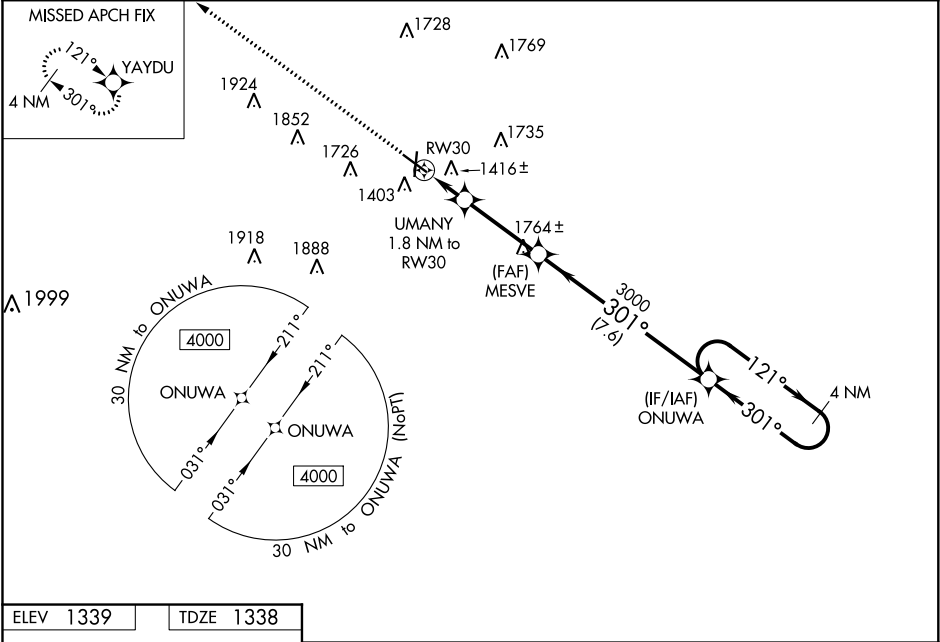 MISSED APCH FIX
121°
YAYDU
4 NM
301°
1728
1769
1924
1852
1735
1726
RW30
1416±
1403
UMANY
1.8 NM to
RW30
1764±
(FAF)
MESVE
1918
1888
1999
3000
301°
(7.6)
(IF/IAF)
ONUWA
121°
301°
4 NM
30 NM to ONUWA
4000
211°
ONUWA
031°
211°
ONUWA
031°
4000
30 NM to ONUWA (NoPT)
ELEV 1339
TDZE 1338